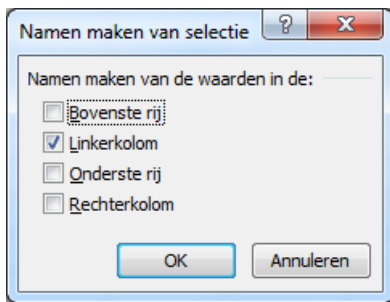 Namen maken van selectie
Namen maken van de waarden in de:
Bovenste rij
Linkerkolom
Onderste rij
Rechterkolom
OK Annuleren